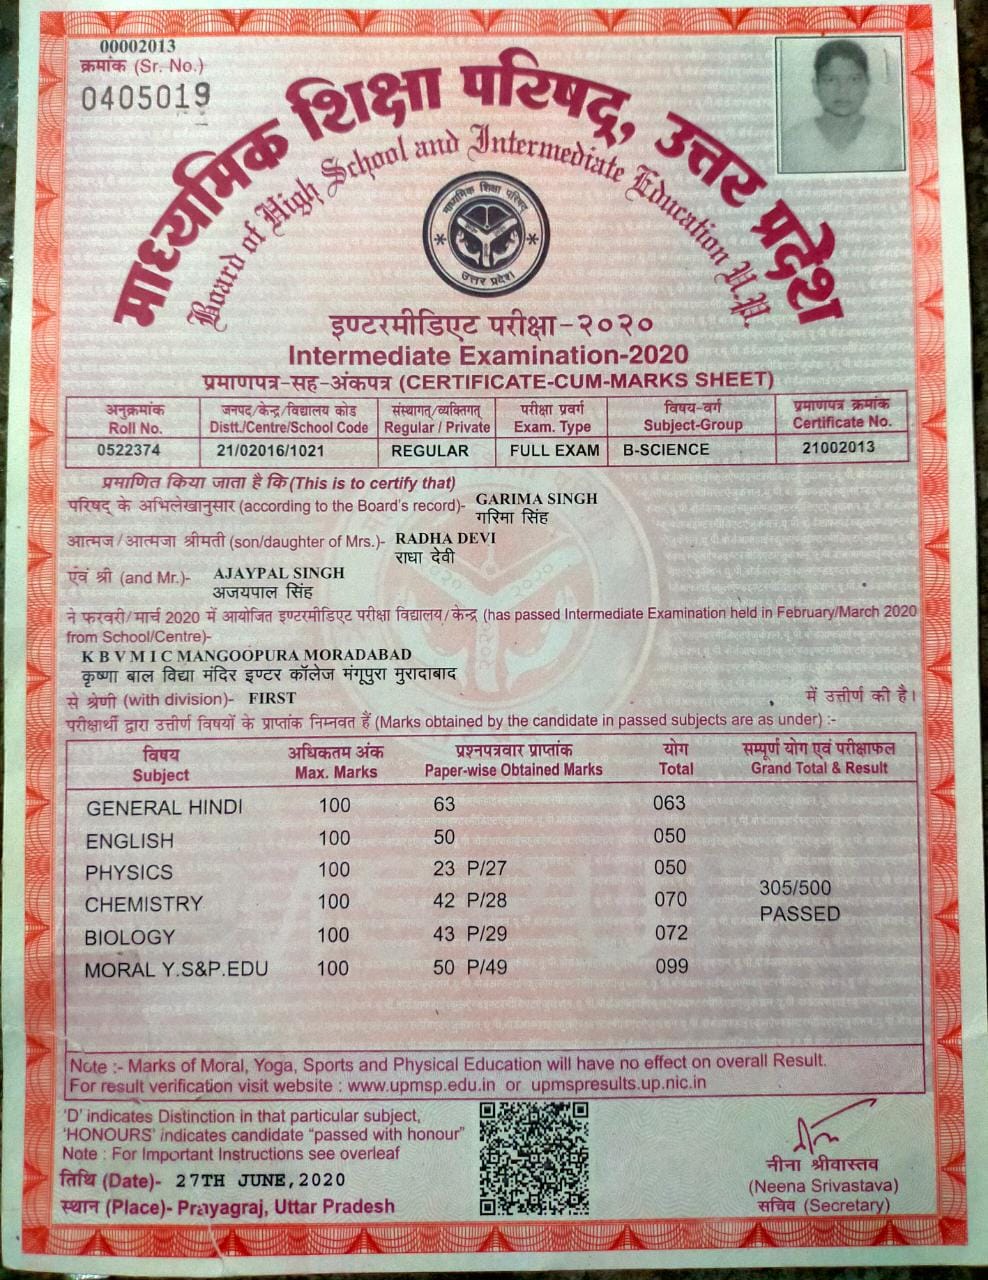 00002013
क्रमांक (Sr. No.)
0405019
माध्यमिक शिक्षा परिषद्, उत्तर प्रदेश
Board of High School and Intermediate Education U.P.
माध्यमिक शिक्षा परिषद्
उत्तर प्रदेश
इण्टरमीडिएट परीक्षा-२०२०
Intermediate Examination-2020
प्रमाणपत्र-सह-अंकपत्र (CERTIFICATE-CUM-MARKS SHEET)
अनुक्रमांक जनपद/केन्द्र/विद्यालय कोड संस्थागत्/व्यक्तिगत् परीक्षा प्रवर्ग विषय-वर्ग प्रमाणपत्र क्रमांक
Roll No. Distt./Centre/School Code Regular / Private Exam. Type Subject-Group Certificate No.
0522374 21/02016/1021 REGULAR FULL EXAM B-SCIENCE 21002013
प्रमाणित किया जाता है कि (This is to certify that)
परिषद् के अभिलेखानुसार (according to the Board's record)- GARIMA SINGH
गरिमा सिंह
आत्मज/आत्मजा श्रीमती (son/daughter of Mrs.)- RADHA DEVI
राधा देवी
एवं श्री (and Mr.)- AJAYPAL SINGH
अजयपाल सिंह
ने फरवरी/मार्च 2020 में आयोजित इण्टरमीडिएट परीक्षा विद्यालय/केन्द्र (has passed Intermediate Examination held in February/March 2020
from School/Centre)-
K B V M I C MANGOOPURA MORADABAD
कृष्णा बाल विद्या मंदिर इण्टर कॉलेज मंगूपुरा मुरादाबाद
से श्रेणी (with division)- FIRST में उत्तीर्ण की है।
परीक्षार्थी द्वारा उत्तीर्ण विषयों के प्राप्तांक निम्नवत हैं (Marks obtained by the candidate in passed subjects are as under) :-
विषय अधिकतम अंक प्रश्नपत्रवार प्राप्तांक योग सम्पूर्ण योग एवं परीक्षाफल
Subject Max. Marks Paper-wise Obtained Marks Total Grand Total & Result
GENERAL HINDI 100 63 063
ENGLISH 100 50 050
PHYSICS 100 23 P/27 050
305/500
CHEMISTRY 100 42 P/28 070
PASSED
BIOLOGY 100 43 P/29 072
MORAL Y.S&P.EDU 100 50 P/49 099
Note :- Marks of Moral, Yoga, Sports and Physical Education will have no effect on overall Result.
For result verification visit website : www.upmsp.edu.in or upmspresults.up.nic.in
'D' indicates Distinction in that particular subject,
'HONOURS' indicates candidate "passed with honour"
Note : For Important Instructions see overleaf
तिथि (Date)- 27TH JUNE,2020
स्थान (Place)- Prayagraj, Uttar Pradesh
नीना श्रीवास्तव
(Neena Srivastava)
सचिव (Secretary)